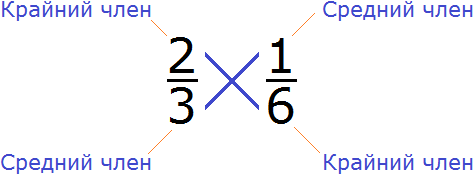 Крайний член Средний член
2 1
3 6
Средний член Крайний член